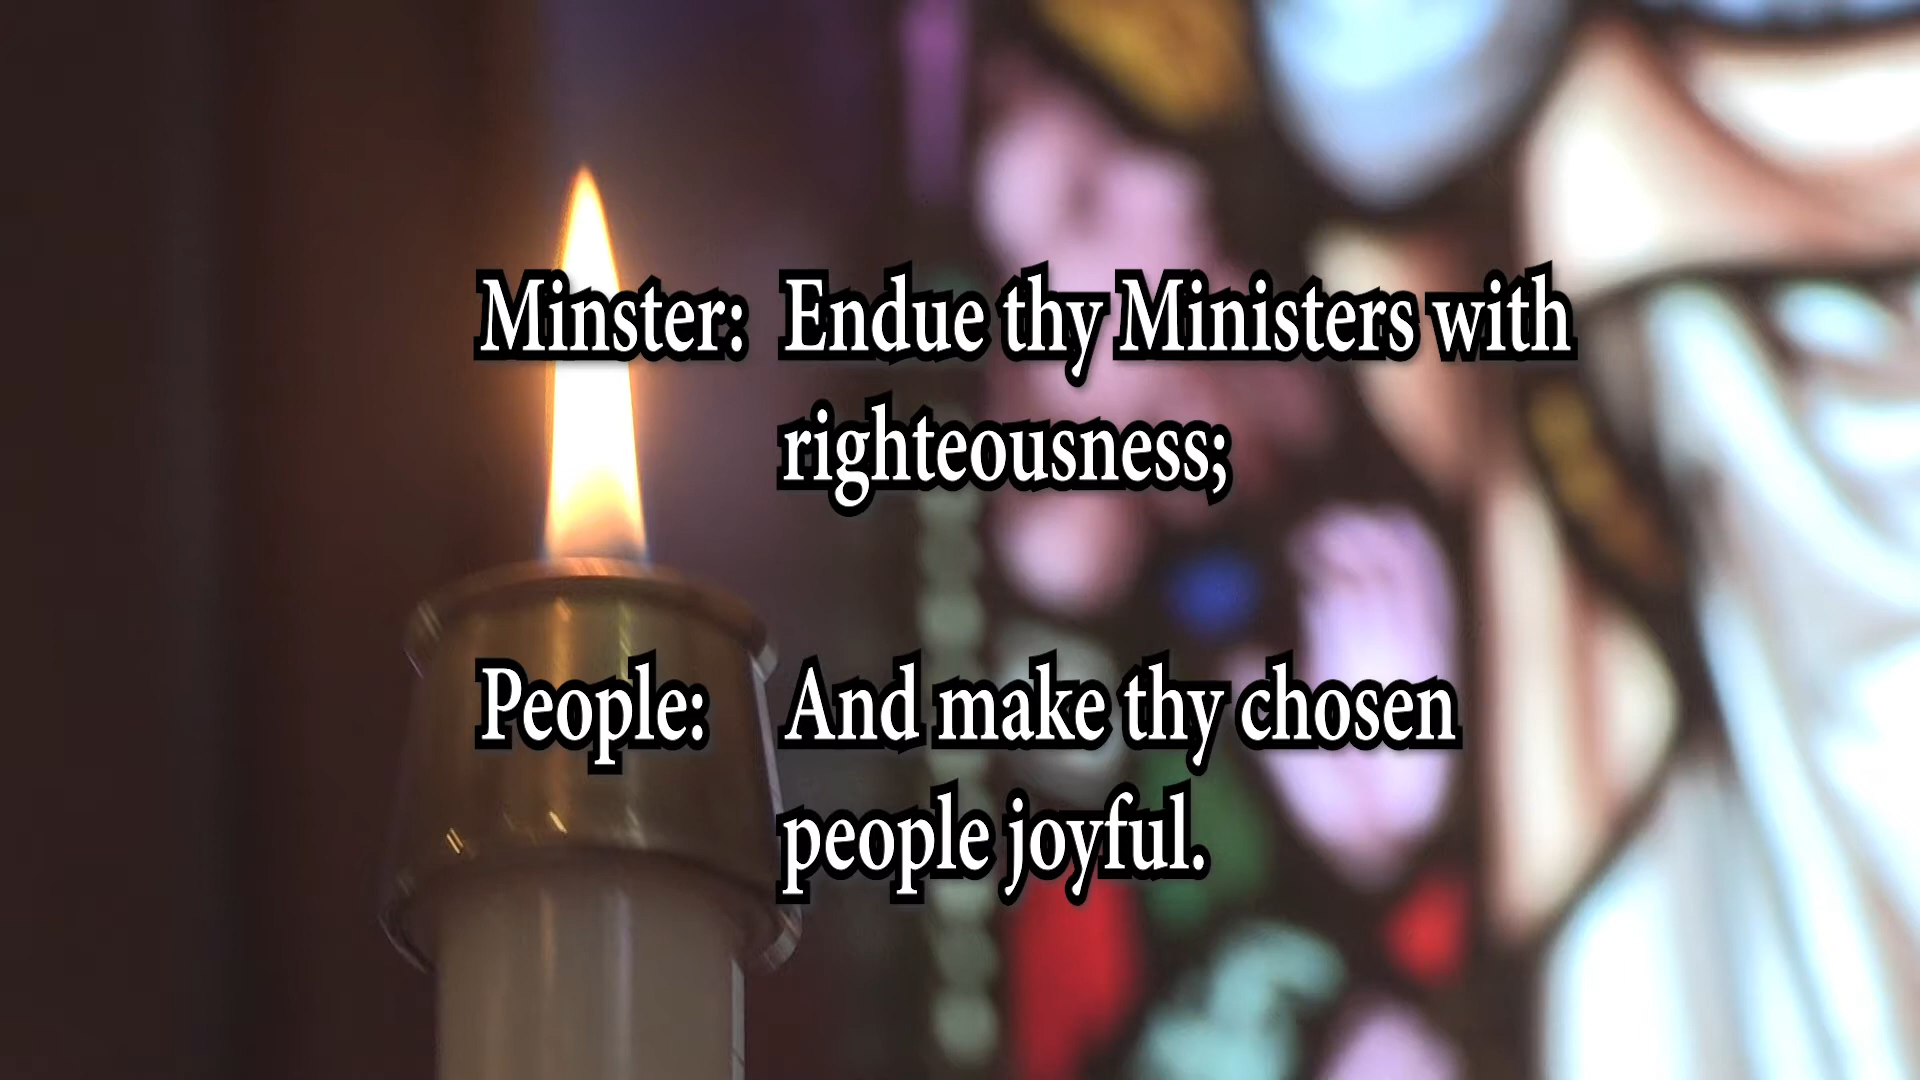 Minster: Endue thy Ministers with
righteousness;
People: And make thy chosen
people joyful.